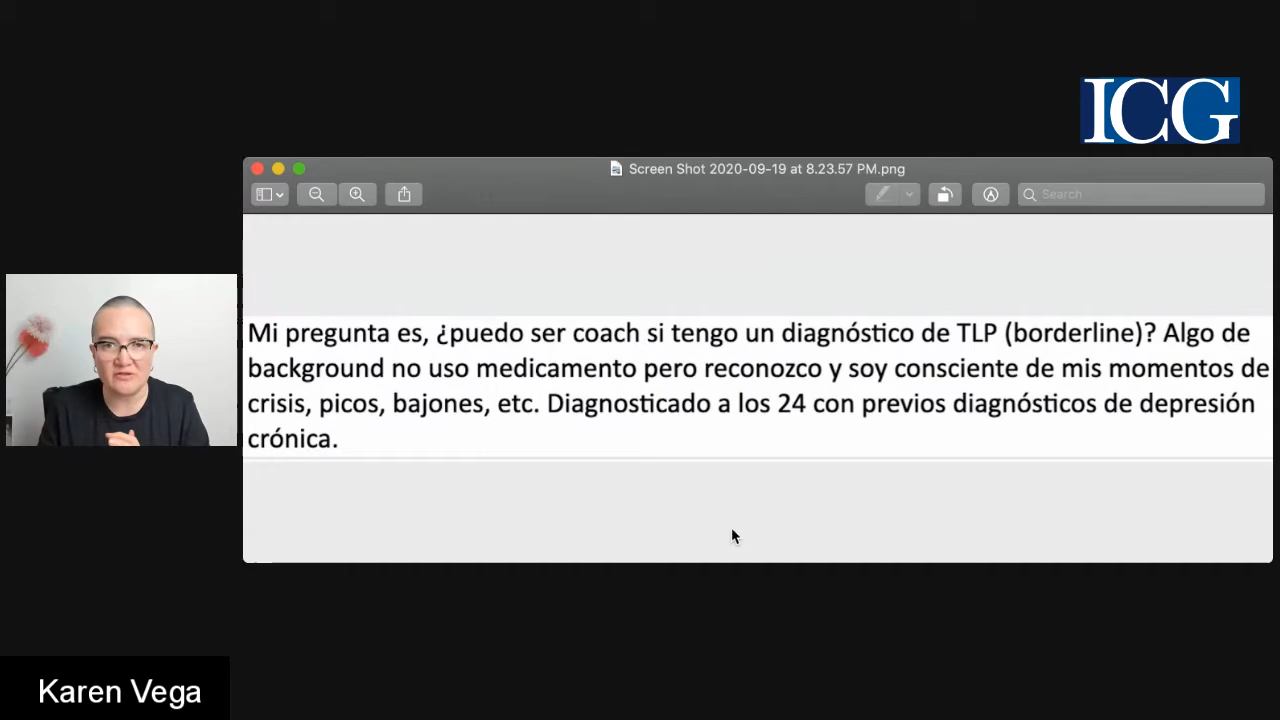 ICG
Screen Shot 2020-09-19 at 8.23.57 PM.png
Search
Mi pregunta es, ¿puedo ser coach si tengo un diagnóstico de TLP (borderline)? Algo de
background no uso medicamento pero reconozco y soy consciente de mis momentos de
crisis, picos, bajones, etc. Diagnosticado a los 24 con previos diagnósticos de depresión
crónica.
Karen Vega